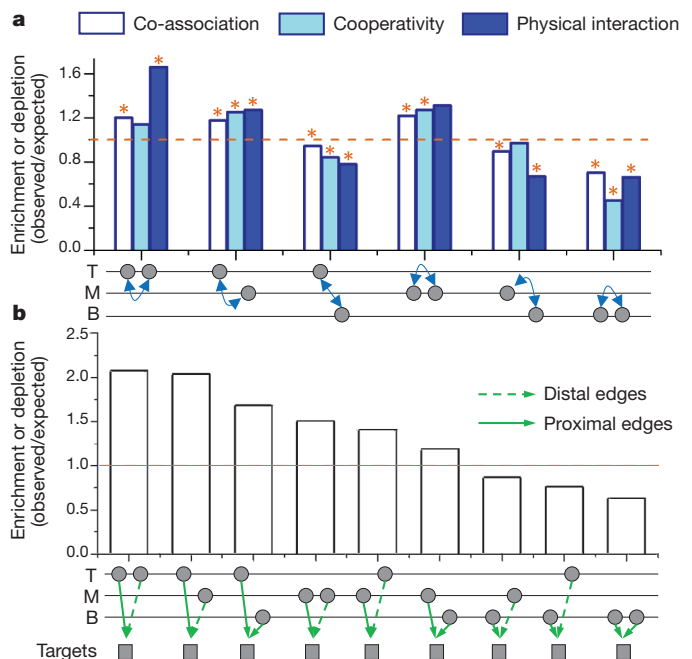 a
Co-association Cooperativity Physical interaction
Enrichment or depletion
(observed/expected)
1.6
1.2
0.8
0.4
0.0
* * * * * * * * * * * * * *
T
M
B
b
Enrichment or depletion
(observed/expected)
2.5
2.0
1.5
1.0
0.5
0.0
Distal edges
Proximal edges
T
M
B
Targets